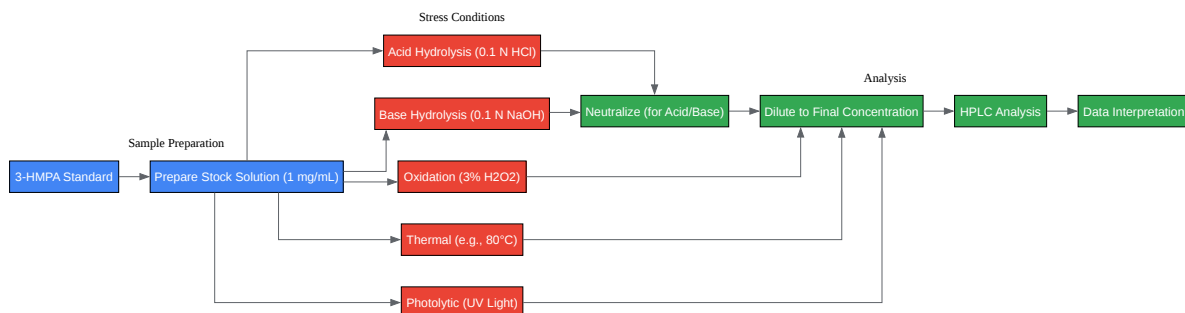 Stress Conditions
Acid Hydrolysis (0.1 N HCl)
Analysis
Base Hydrolysis (0.1 N NaOH)
Neutralize (for Acid/Base)
Dilute to Final Concentration
HPLC Analysis
Data Interpretation
Sample Preparation
3-HMPA Standard
Prepare Stock Solution (1 mg/mL)
Oxidation (3% H2O2)
Thermal (e.g., 80°C)
Photolytic (UV Light)